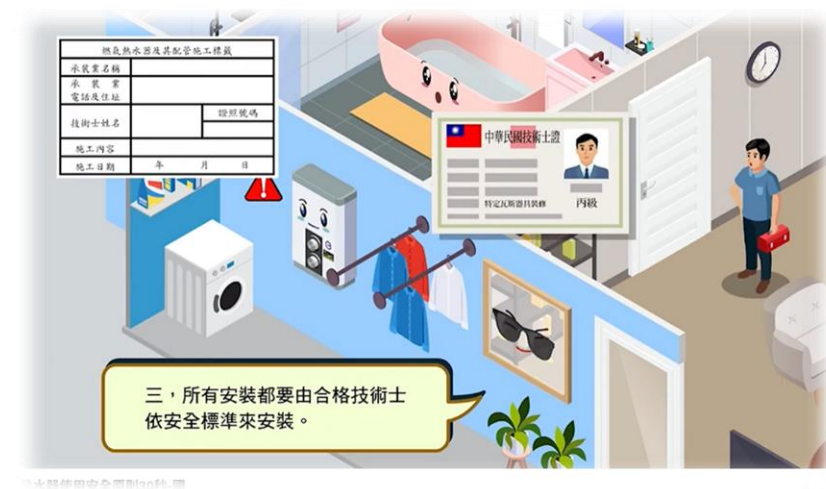 燃氣熱水器及其配管施工標籤
承裝業名稱
承裝業
電話及住址
技術士姓名
證照號碼
施工內容
施工日期 年 月 日
中華民國技術士證
特定瓦斯器具裝修 丙級
三,所有安裝都要由合格技術士
依安全標準來安裝。